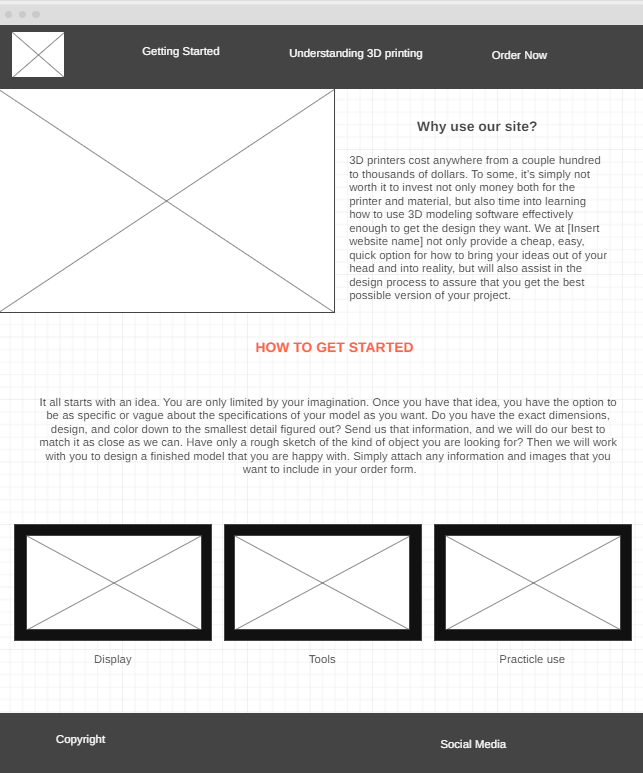 Getting Started
Understanding 3D printing
Order Now
Why use our site?
3D printers cost anywhere from a couple hundred
to thousands of dollars. To some, it's simply not
worth it to invest not only money both for the
printer and material, but also time into learning
how to use 3D modeling software effectively
enough to get the design they want. We at [Insert
website name] not only provide a cheap, easy,
quick option for how to bring your ideas out of your
head and into reality, but will also assist in the
design process to assure that you get the best
possible version of your project.
HOW TO GET STARTED
It all starts with an idea. You are only limited by your imagination. Once you have that idea, you have the option to
be as specific or vague about the specifications of your model as you want. Do you have the exact dimensions,
design, and color down to the smallest detail figured out? Send us that information, and we will do our best to
match it as close as we can. Have only a rough sketch of the kind of object you are looking for? Then we will work
with you to design a finished model that you are happy with. Simply attach any information and images that you
want to include in your order form.
Display
Tools
Practicle use
Copyright
Social Media